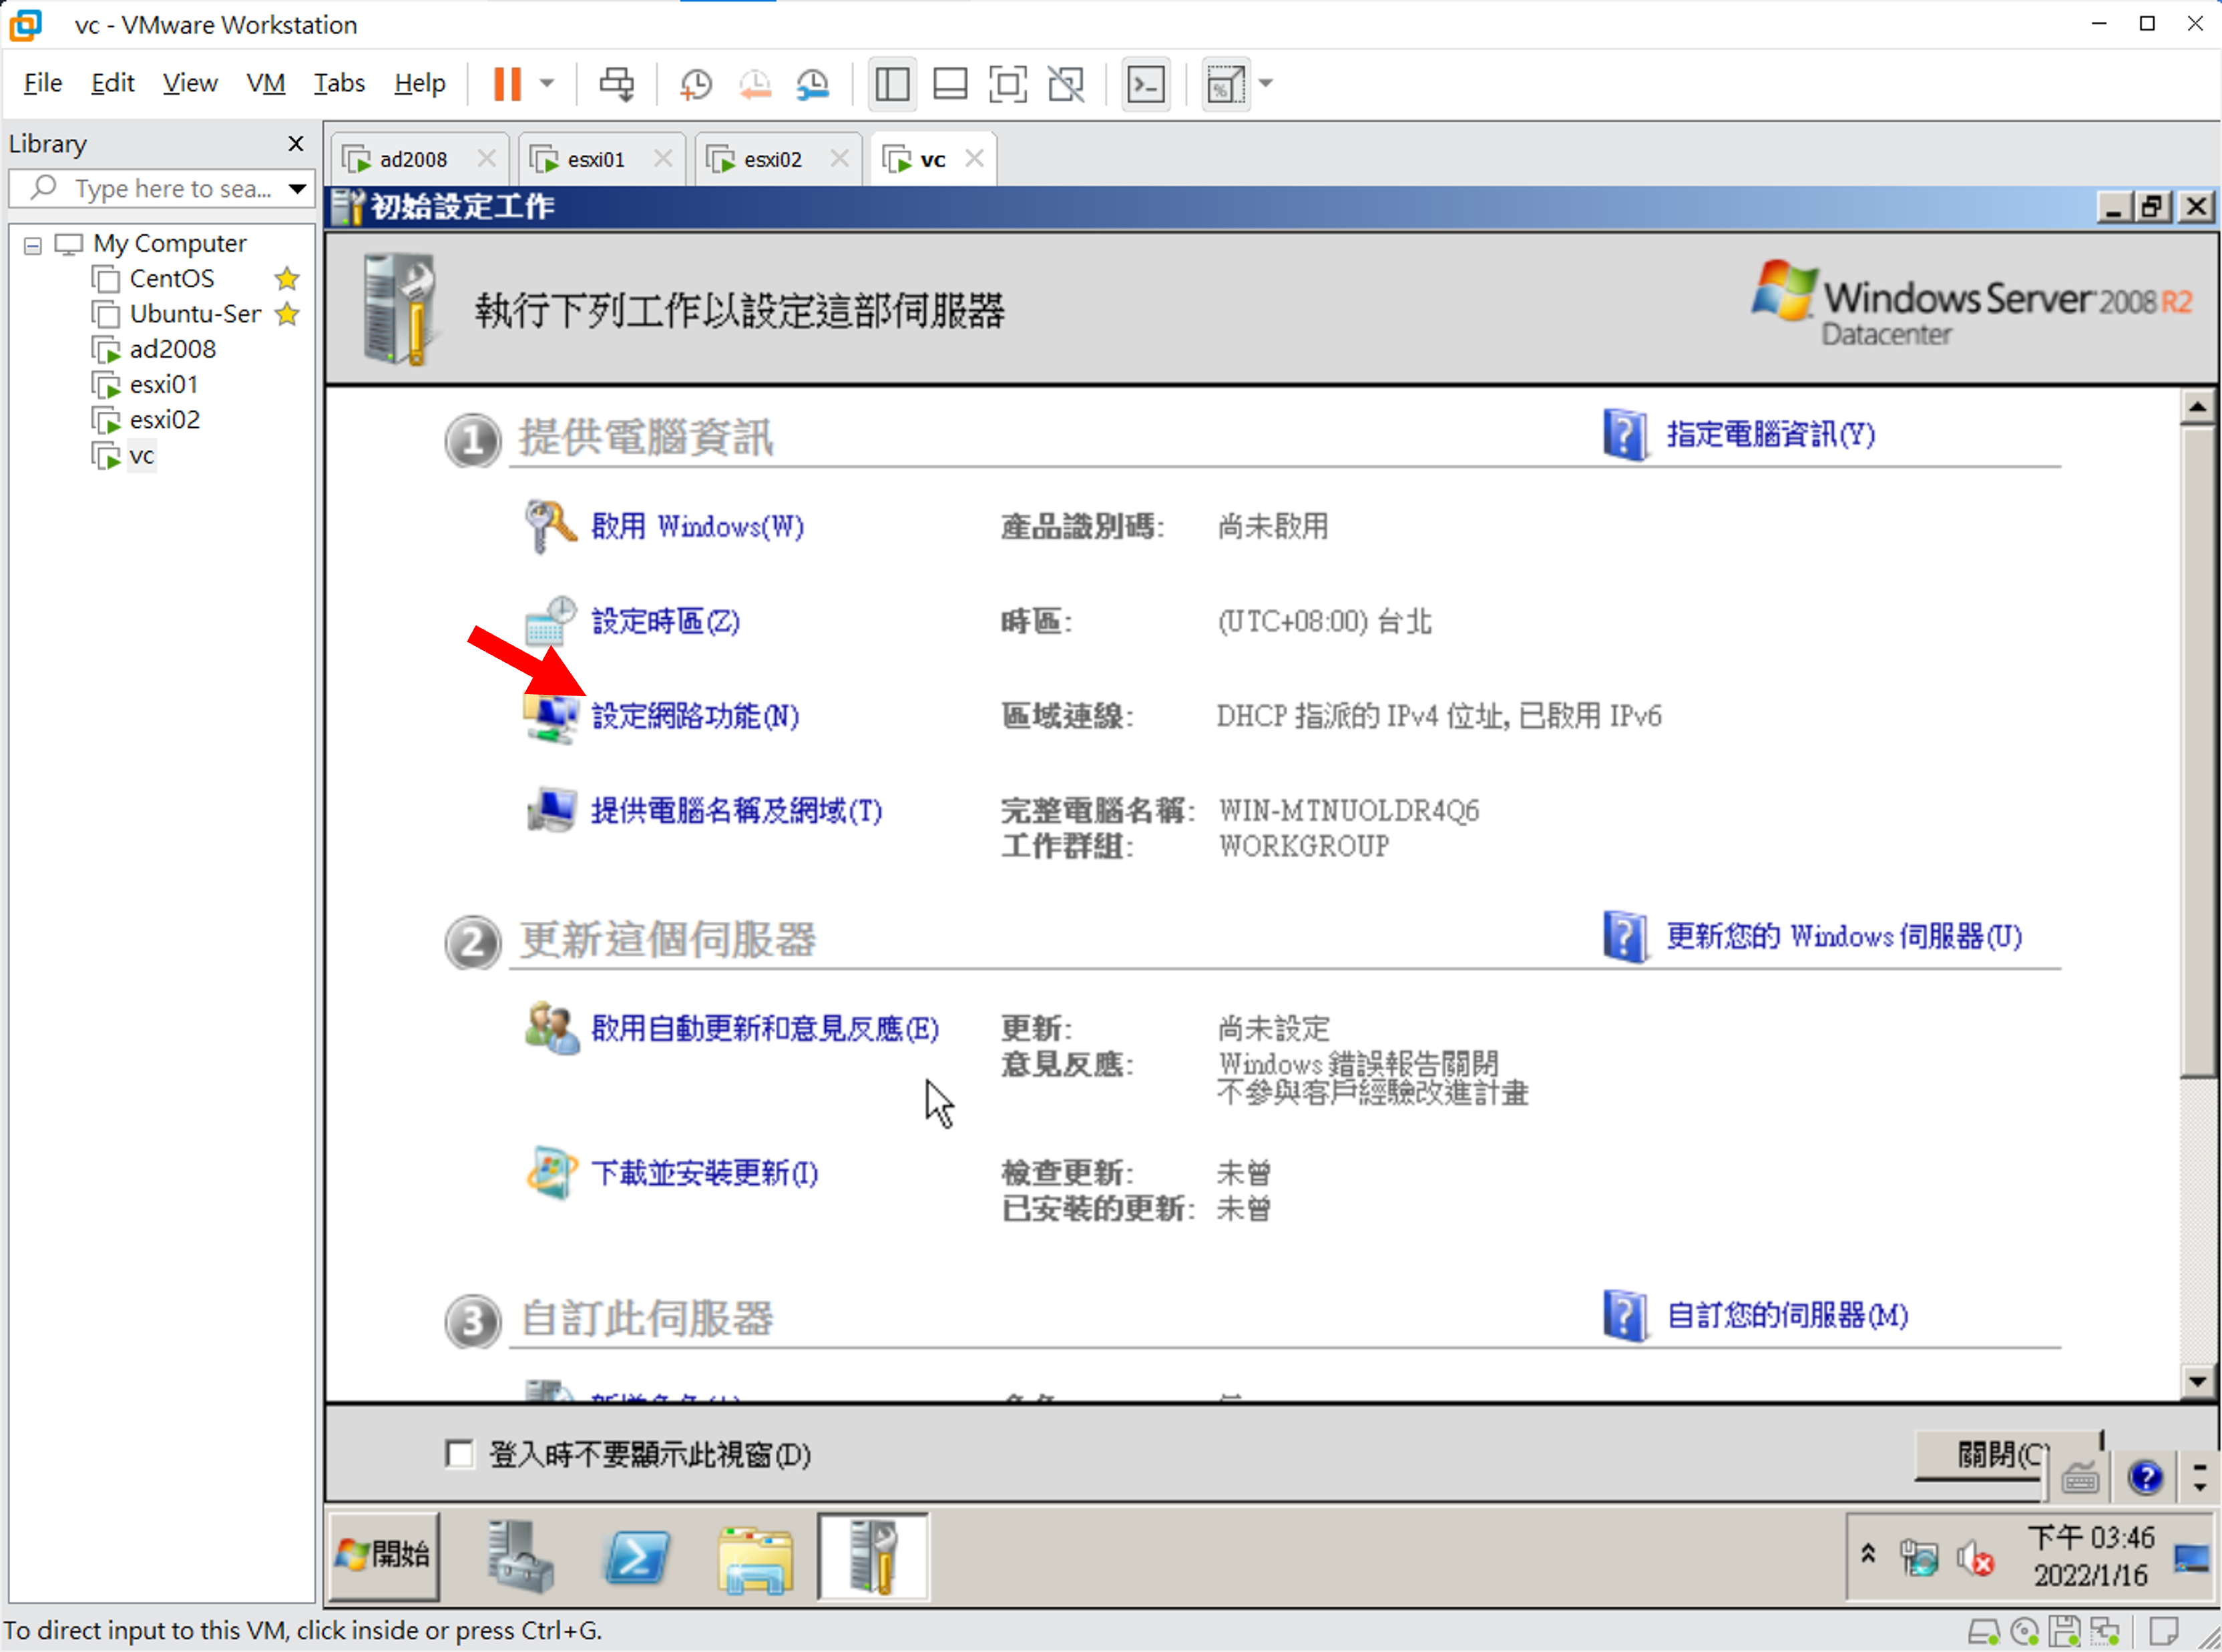 vc - VMware Workstation
File Edit View VM Tabs Help
Library
Type here to sea...
My Computer
CentOS
Ubuntu-Ser
ad2008
esxi01
esxi02
vc
ad2008
esxi01
esxi02
vc
初始設定工作
執行下列工作以設定這部伺服器
Windows Server 2008 R2
Datacenter
1 提供電腦資訊
指定電腦資訊(Y)
啟用 Windows(W) 產品識別碼: 尚未啟用
設定時區(Z) 時區: (UTC+08:00) 台北
設定網路功能(N) 區域連線: DHCP 指派的 IPv4 位址, 已啟用 IPv6
提供電腦名稱及網域(T) 完整電腦名稱: WIN-MTNUOLDR4Q6
工作群組: WORKGROUP
2 更新這個伺服器
更新您的 Windows 伺服器(U)
啟用自動更新和意見反應(E) 更新: 尚未設定
意見反應: Windows 錯誤報告關閉
不參與客戶經驗改進計畫
下載並安裝更新(I) 檢查更新: 未曾
已安裝的更新: 未曾
3 自訂此伺服器
自訂您的伺服器(M)
登入時不要顯示此視窗(D)
關閉(C)
開始
下午 03:46
2022/1/16
To direct input to this VM, click inside or press Ctrl+G.